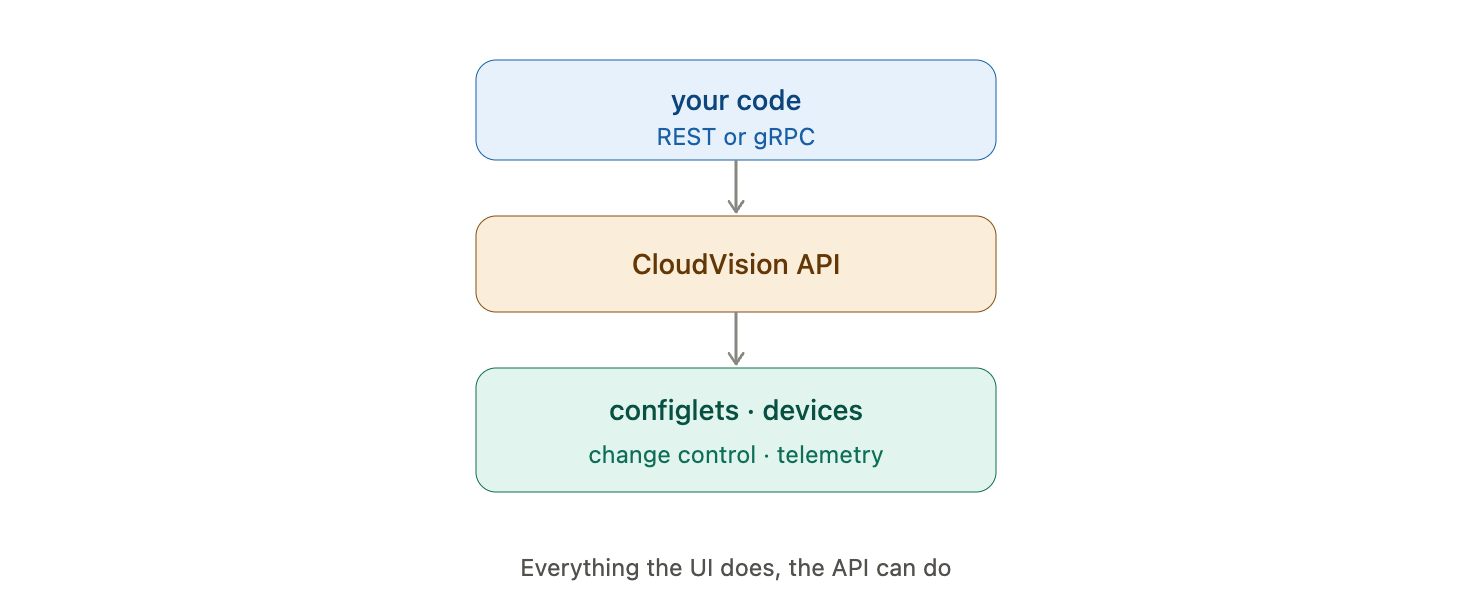 your code
REST or gRPC
CloudVision API
configlets · devices
change control · telemetry
Everything the UI does, the API can do